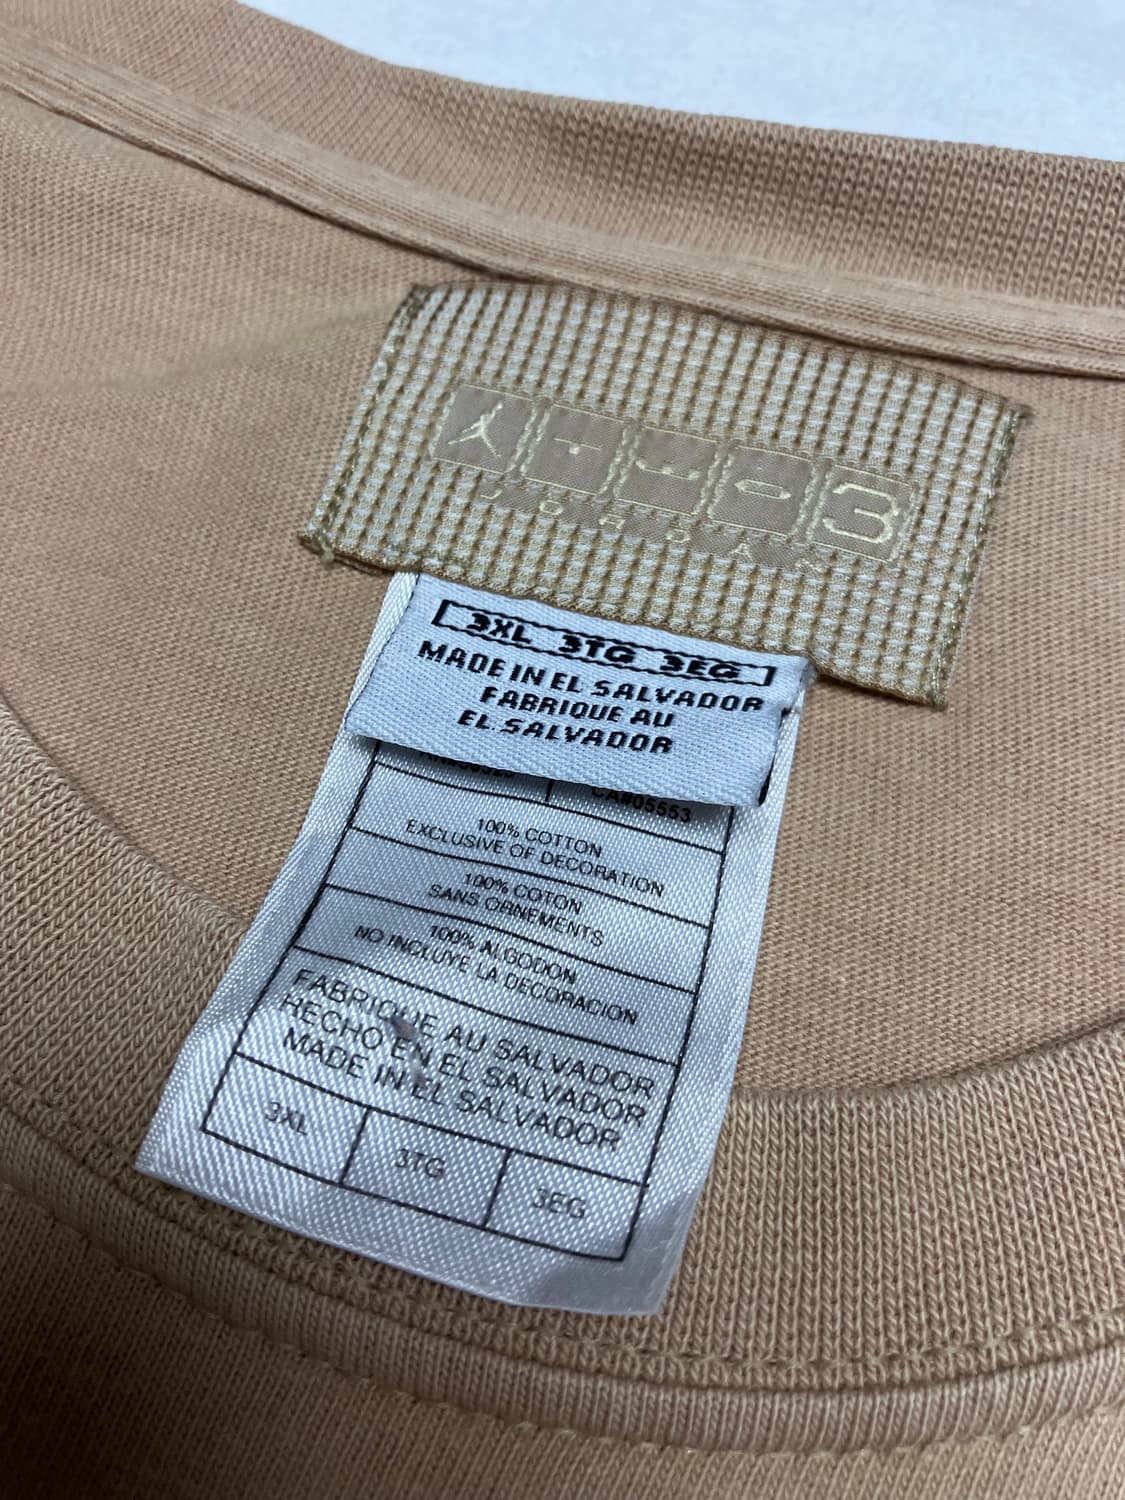 3
JORDA
3XL 3TG 3EG
MADE IN EL SALVADOR
FABRIQUE AU
EL.SALVADOR
CA#05553
100% COTTON
EXCLUSIVE OF DECORATION
100% COTON
SANS ORNEMENTS
100% ALGODON
NO INCLUYE LA DECORACION
FABRIQUE AU SALVADOR
HECHO EN EL SALVADOR
MADE IN EL SALVADOR
3XL 3TG 3EG